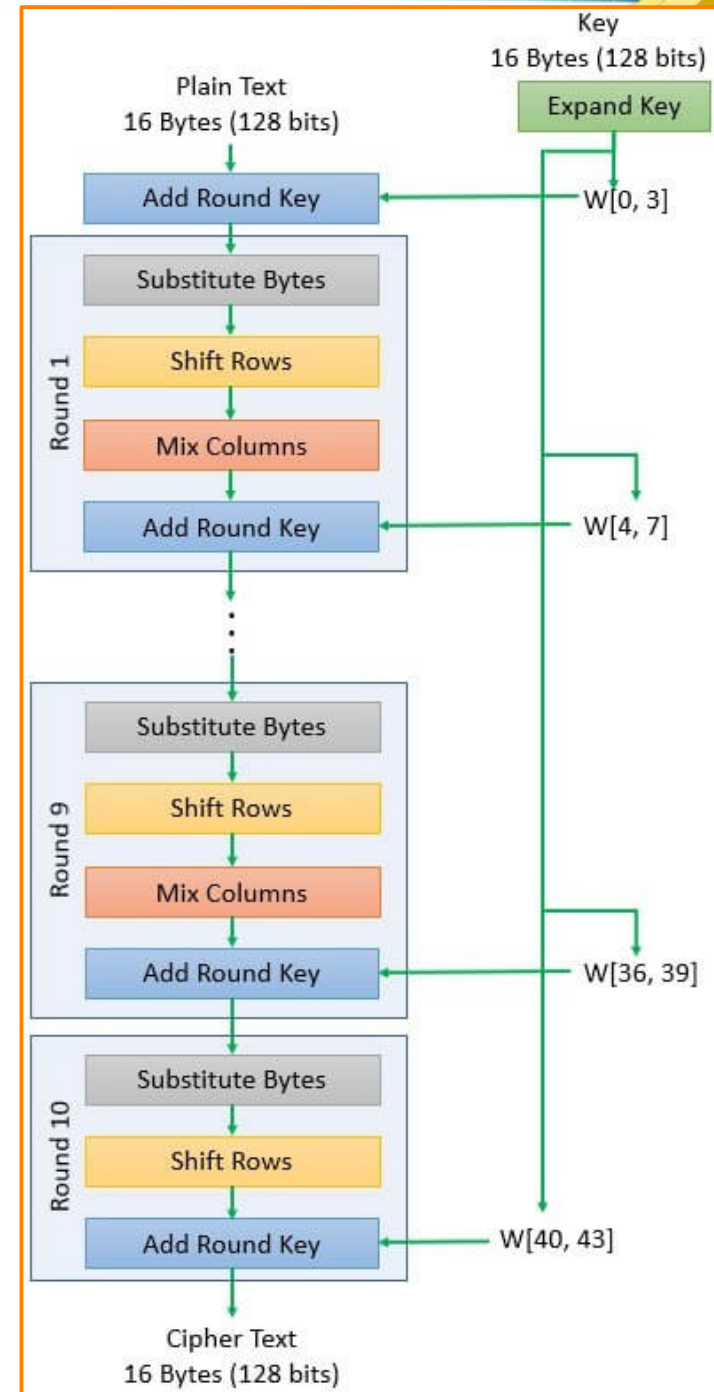 Key
16 Bytes (128 bits)
Expand Key
Plain Text
16 Bytes (128 bits)
Add Round Key
W[0, 3]
Round 1
Substitute Bytes
Shift Rows
Mix Columns
Add Round Key
W[4, 7]
Round 9
Substitute Bytes
Shift Rows
Mix Columns
Add Round Key
W[36, 39]
Round 10
Substitute Bytes
Shift Rows
Add Round Key
W[40, 43]
Cipher Text
16 Bytes (128 bits)